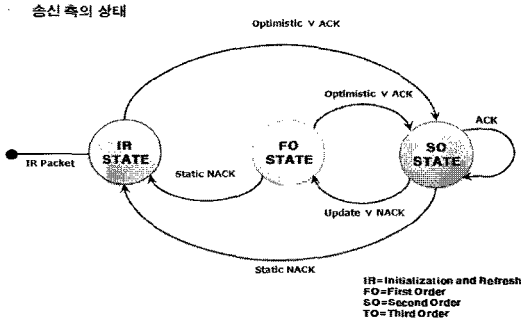 송신 측의 상태
Optimistic ∨ ACK
Optimistic ∨ ACK
ACK
IR
STATE
FO
STATE
SO
STATE
IR Packet
Static NACK
Update ∨ NACK
Static NACK
IR=Initialization and Refresh
FO=First Order
SO=Second Order
TO=Third Order